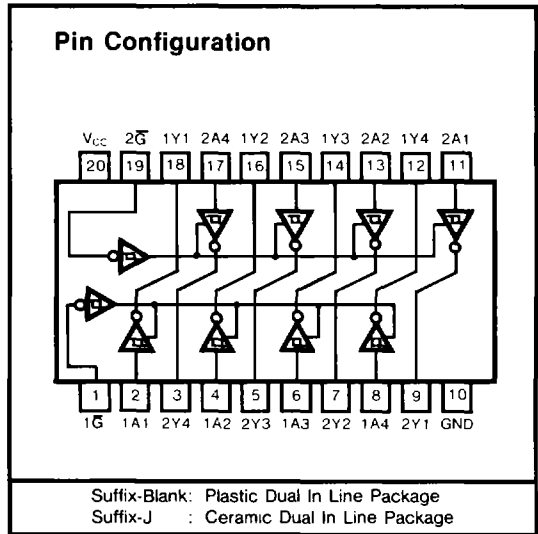 Pin Configuration
V_CC 2G̅ 1Y1 2A4 1Y2 2A3 1Y3 2A2 1Y4 2A1
20 19 18 17 16 15 14 13 12 11
1 2 3 4 5 6 7 8 9 10
1G̅ 1A1 2Y4 1A2 2Y3 1A3 2Y2 1A4 2Y1 GND
Suffix-Blank: Plastic Dual In Line Package
Suffix-J : Ceramic Dual In Line Package